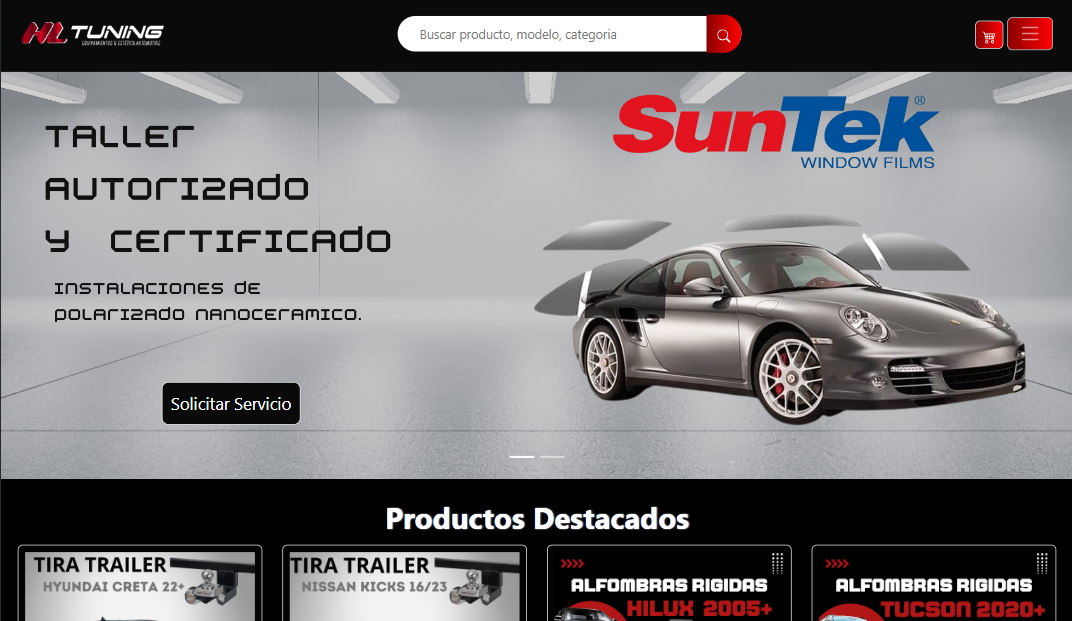 HL TUNING
EQUIPAMIENTOS & ESTETICA AUTOMOTRIZ
Buscar producto, modelo, categoria
SunTek®
WINDOW FILMS
TALLER
AUTORIZADO
Y CERTIFICADO
INSTALACIONES DE
POLARIZADO NANOCERAMICO.
Solicitar Servicio
Productos Destacados
TIRA TRAILER
HYUNDAI CRETA 22+
TIRA TRAILER
NISSAN KICKS 16/23
ALFOMBRAS RIGIDAS
HILUX 2005+
ALFOMBRAS RIGIDAS
TUCSON 2020+